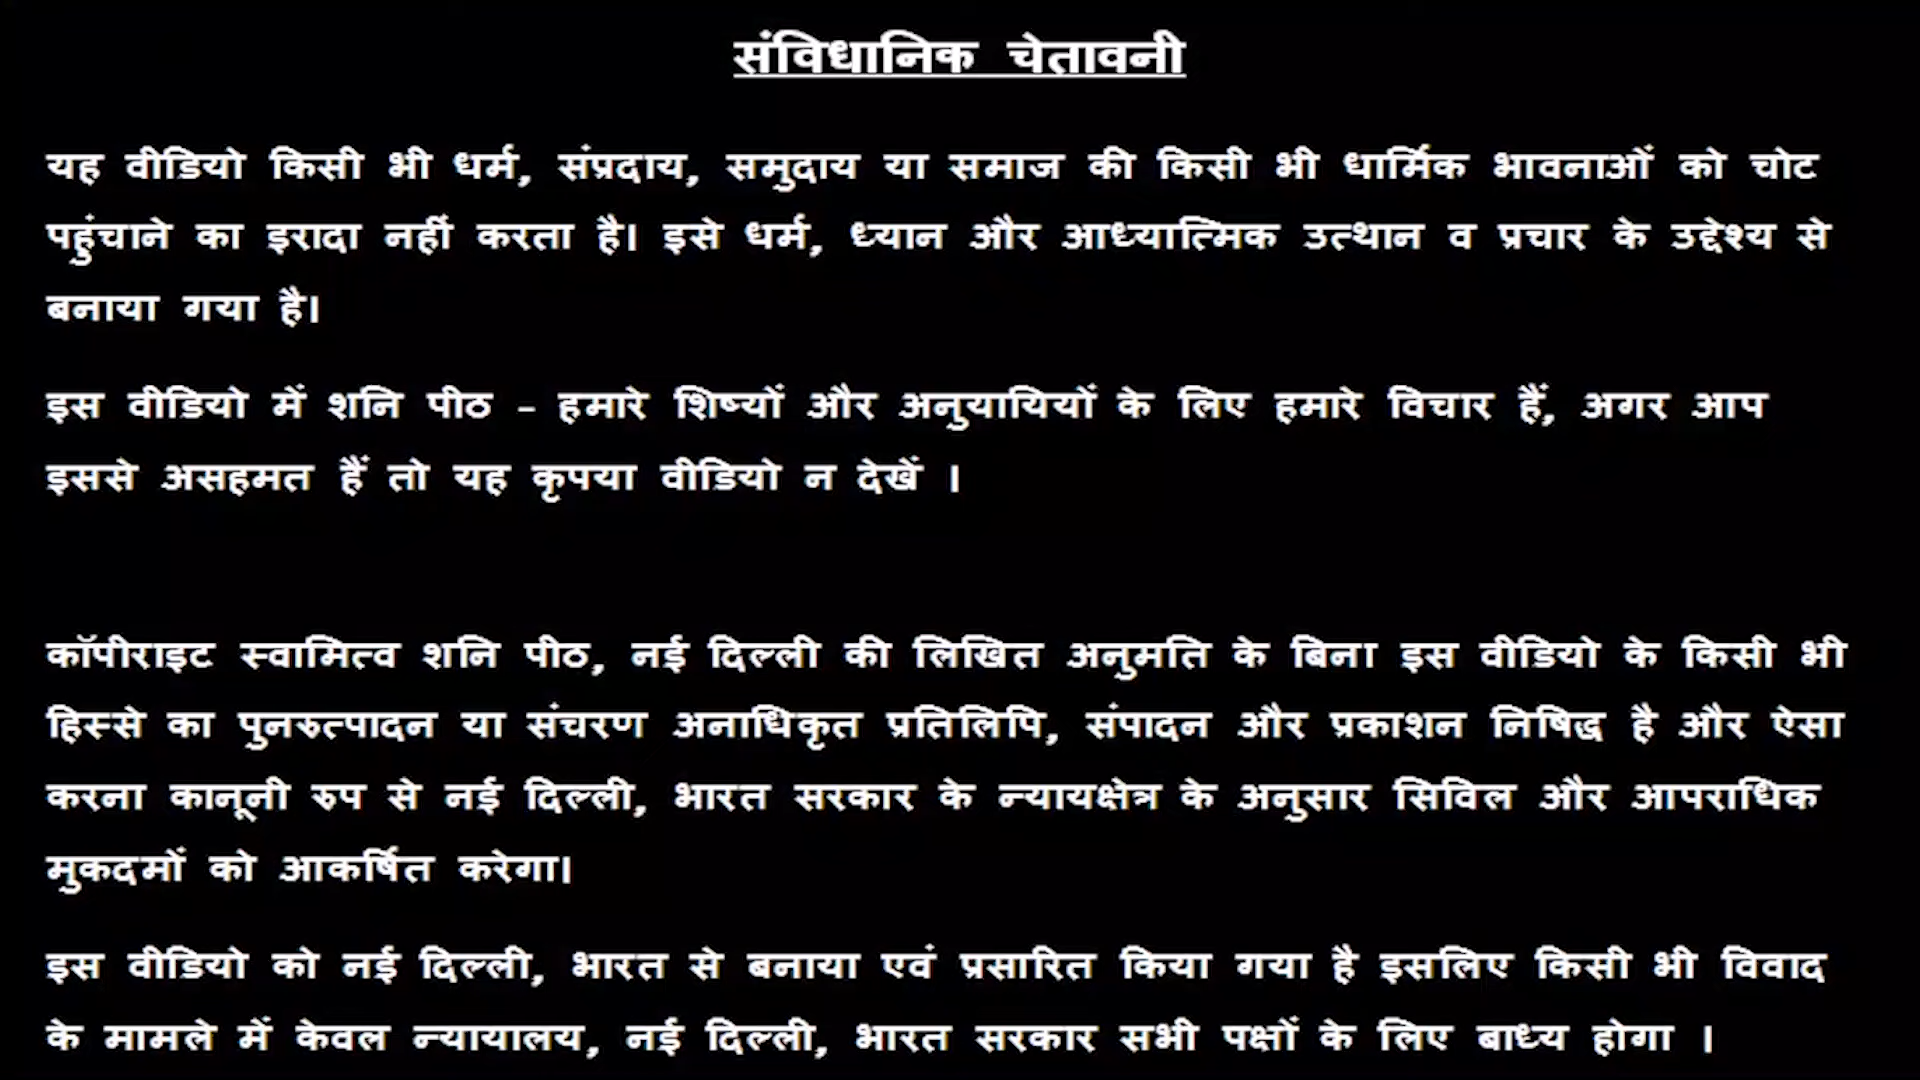 संविधानिक चेतावनी
यह वीडियो किसी भी धर्म, संप्रदाय, समुदाय या समाज की किसी भी धार्मिक भावनाओं को चोट
पहुंचाने का इरादा नहीं करता है। इसे धर्म, ध्यान और आध्यात्मिक उत्थान व प्रचार के उद्देश्य से
बनाया गया है।
इस वीडियो में शनि पीठ – हमारे शिष्यों और अनुयायियों के लिए हमारे विचार हैं, अगर आप
इससे असहमत हैं तो यह कृपया वीडियो न देखें ।
कॉपीराइट स्वामित्व शनि पीठ, नई दिल्ली की लिखित अनुमति के बिना इस वीडियो के किसी भी
हिस्से का पुनरुत्पादन या संचरण अनाधिकृत प्रतिलिपि, संपादन और प्रकाशन निषिद्ध है और ऐसा
करना कानूनी रुप से नई दिल्ली, भारत सरकार के न्यायक्षेत्र के अनुसार सिविल और आपराधिक
मुकदमों को आकर्षित करेगा।
इस वीडियो को नई दिल्ली, भारत से बनाया एवं प्रसारित किया गया है इसलिए किसी भी विवाद
के मामले में केवल न्यायालय, नई दिल्ली, भारत सरकार सभी पक्षों के लिए बाध्य होगा ।